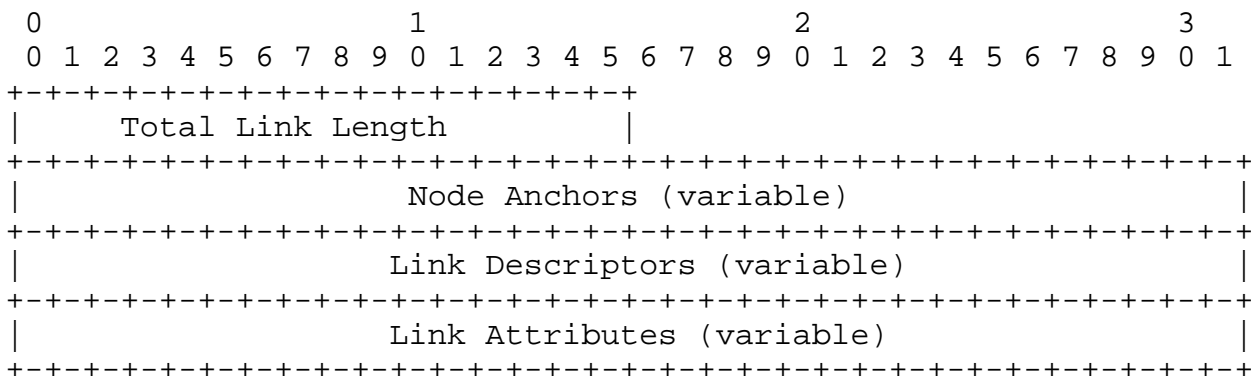 0                   1                   2                   3
 0 1 2 3 4 5 6 7 8 9 0 1 2 3 4 5 6 7 8 9 0 1 2 3 4 5 6 7 8 9 0 1
+-+-+-+-+-+-+-+-+-+-+-+-+-+-+-+-+
|     Total Link Length         |
+-+-+-+-+-+-+-+-+-+-+-+-+-+-+-+-+-+-+-+-+-+-+-+-+-+-+-+-+-+-+-+-+
|                    Node Anchors (variable)                    |
+-+-+-+-+-+-+-+-+-+-+-+-+-+-+-+-+-+-+-+-+-+-+-+-+-+-+-+-+-+-+-+-+
|                   Link Descriptors (variable)                 |
+-+-+-+-+-+-+-+-+-+-+-+-+-+-+-+-+-+-+-+-+-+-+-+-+-+-+-+-+-+-+-+-+
|                   Link Attributes (variable)                  |
+-+-+-+-+-+-+-+-+-+-+-+-+-+-+-+-+-+-+-+-+-+-+-+-+-+-+-+-+-+-+-+-+